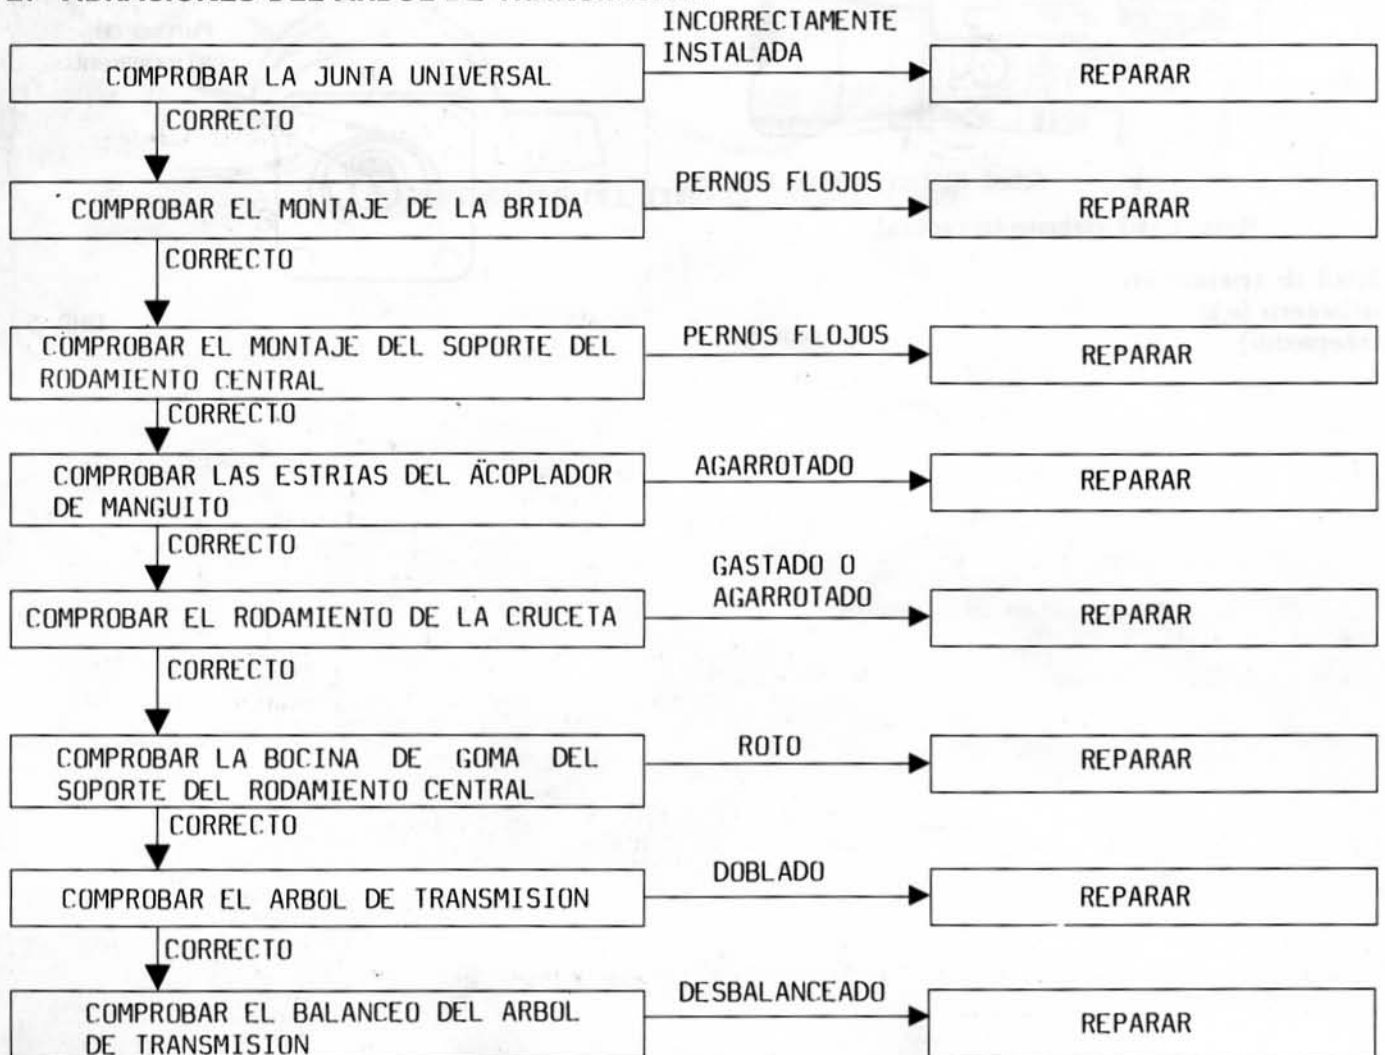 INCORRECTAMENTE
INSTALADA
COMPROBAR LA JUNTA UNIVERSAL
REPARAR
CORRECTO
PERNOS FLOJOS
COMPROBAR EL MONTAJE DE LA BRIDA
REPARAR
CORRECTO
PERNOS FLOJOS
COMPROBAR EL MONTAJE DEL SOPORTE DEL
RODAMIENTO CENTRAL
REPARAR
CORRECTO
AGARROTADO
COMPROBAR LAS ESTRIAS DEL ACOPLADOR
DE MANGUITO
REPARAR
CORRECTO
GASTADO O
AGARROTADO
COMPROBAR EL RODAMIENTO DE LA CRUCETA
REPARAR
CORRECTO
ROTO
COMPROBAR LA BOCINA DE GOMA DEL
SOPORTE DEL RODAMIENTO CENTRAL
REPARAR
CORRECTO
DOBLADO
COMPROBAR EL ARBOL DE TRANSMISION
REPARAR
CORRECTO
DESBALANCEADO
COMPROBAR EL BALANCEO DEL ARBOL
DE TRANSMISION
REPARAR